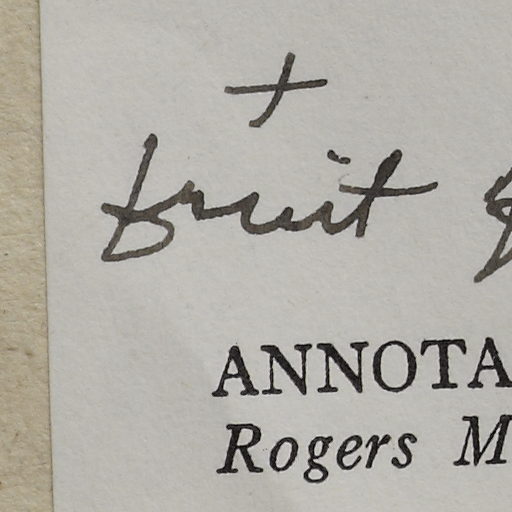 +
fruit
ANNOTA
Rogers M